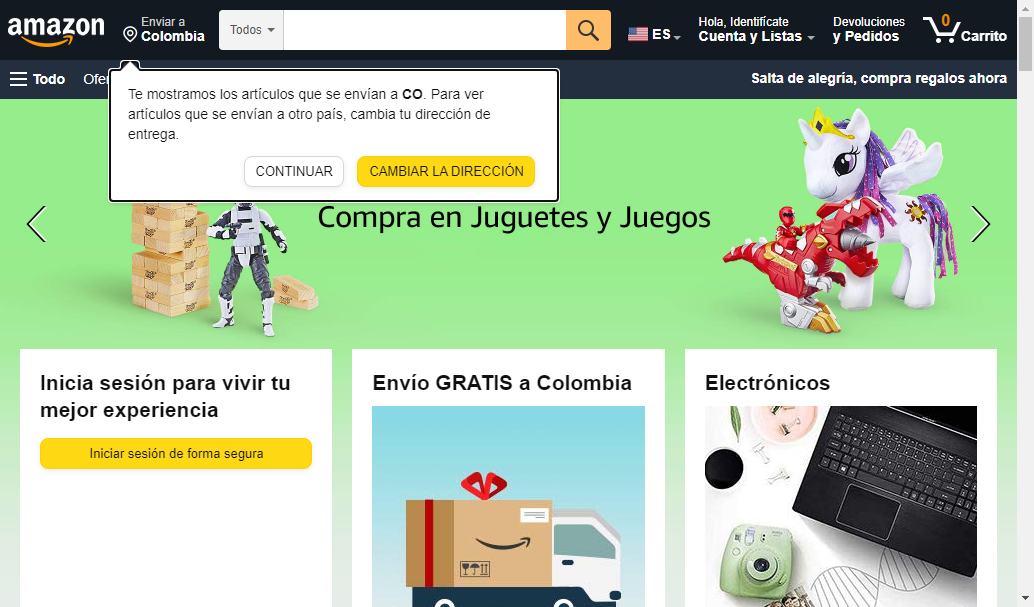 amazon
Enviar a
Colombia
Todos
ES
Hola, Identifícate
Cuenta y Listas
Devoluciones
y Pedidos
0
Carrito
Todo
Ofer
Salta de alegría, compra regalos ahora
Te mostramos los artículos que se envían a CO. Para ver
artículos que se envían a otro país, cambia tu dirección de
entrega.
CONTINUAR
CAMBIAR LA DIRECCIÓN
Compra en Juguetes y Juegos
Inicia sesión para vivir tu
mejor experiencia
Iniciar sesión de forma segura
Envío GRATIS a Colombia
Electrónicos